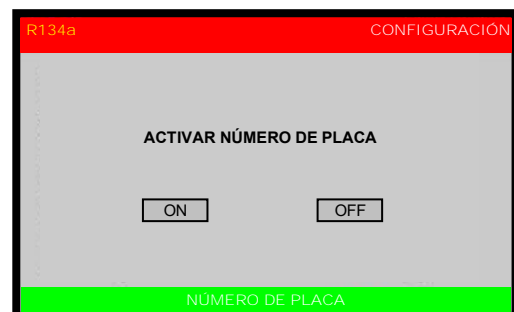 R134a CONFIGURACIÓN
ACTIVAR NÚMERO DE PLACA
ON OFF
NÚMERO DE PLACA